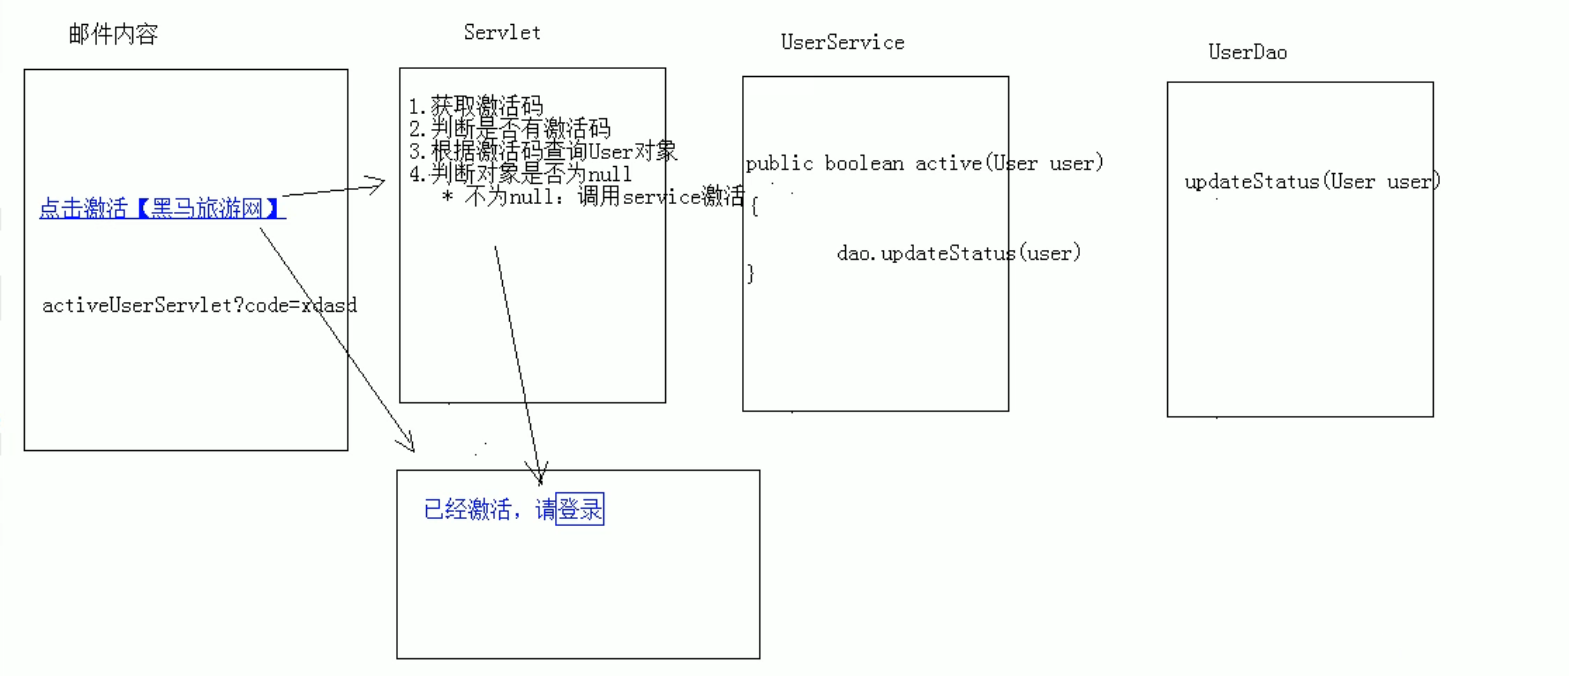 邮件内容
点击激活【黑马旅游网】
activeUserServlet?code=xdasd
Servlet
1.获取激活码
2.判断是否有激活码
3.根据激活码查询User对象
4.判断对象是否为null
* 不为null：调用service激活
UserService
public boolean active(User user)
{
dao.updateStatus(user)
}
UserDao
updateStatus(User user)
已经激活，请登录